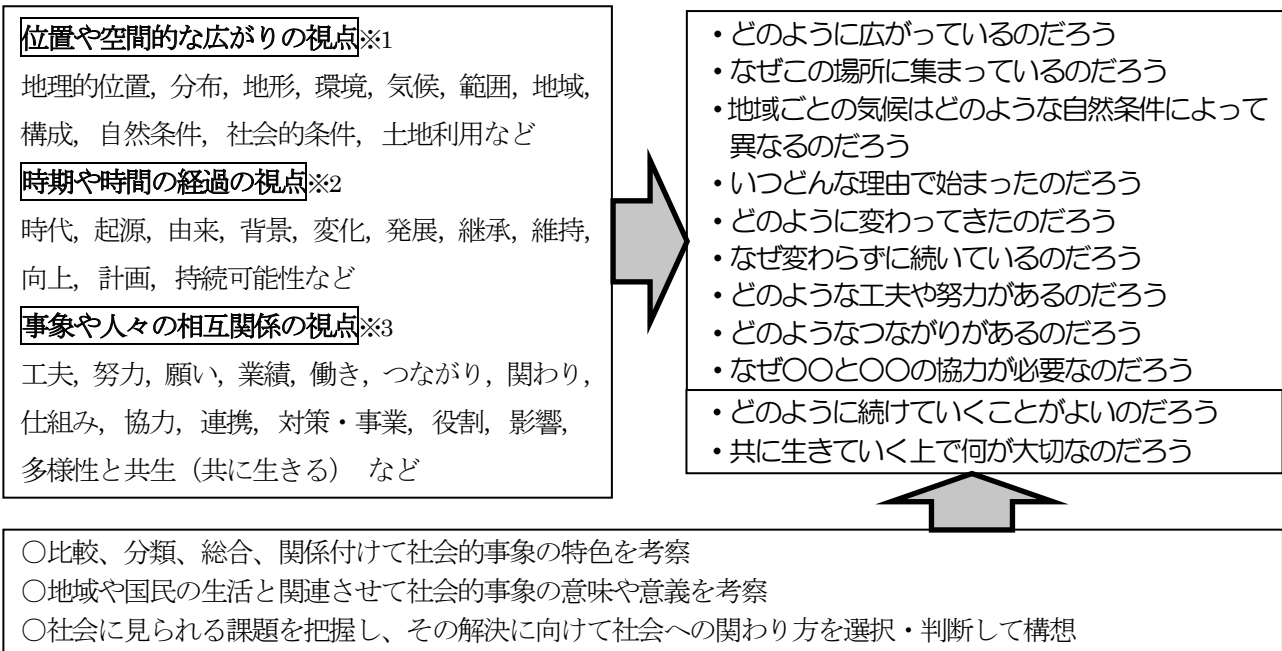 位置や空間的な広がりの視点※1
地理的位置，分布，地形，環境，気候，範囲，地域，
構成，自然条件，社会的条件，土地利用など
時期や時間の経過の視点※2
時代，起源，由来，背景，変化，発展，継承，維持，
向上，計画，持続可能性など
事象や人々の相互関係の視点※3
工夫，努力，願い，業績，働き，つながり，関わり，
仕組み，協力，連携，対策・事業，役割，影響，
多様性と共生（共に生きる）　など
・どのように広がっているのだろう
・なぜこの場所に集まっているのだろう
・地域ごとの気候はどのような自然条件によって
異なるのだろう
・いつどんな理由で始まったのだろう
・どのように変わってきたのだろう
・なぜ変わらずに続いているのだろう
・どのような工夫や努力があるのだろう
・どのようなつながりがあるのだろう
・なぜ〇〇と〇〇の協力が必要なのだろう
・どのように続けていくことがよいのだろう
・共に生きていく上で何が大切なのだろう
○比較、分類、総合、関係付けて社会的事象の特色を考察
○地域や国民の生活と関連させて社会的事象の意味や意義を考察
○社会に見られる課題を把握し、その解決に向けて社会への関わり方を選択・判断して構想